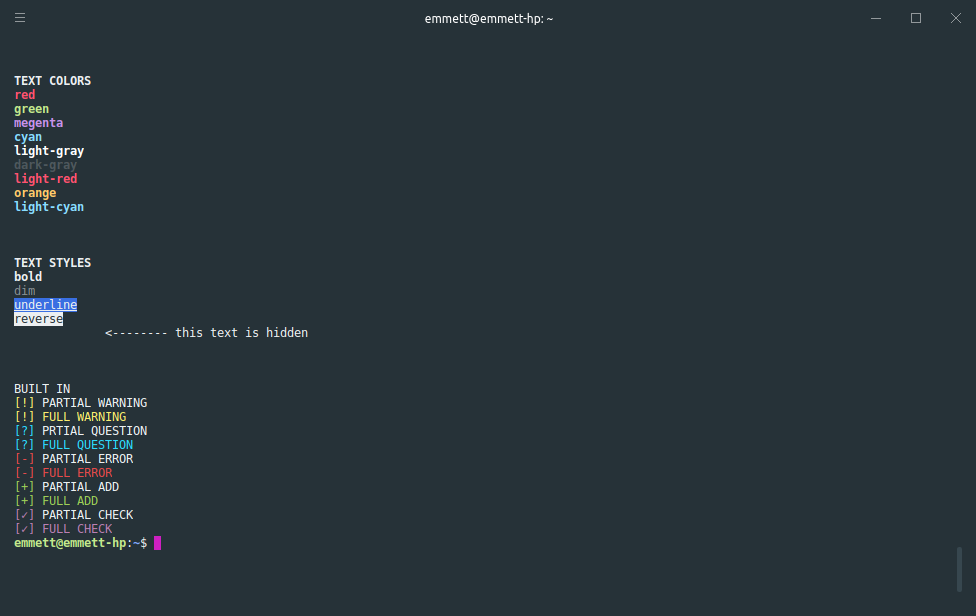 emmett@emmett-hp: ~
TEXT COLORS
red
green
megenta
cyan
light-gray
dark-gray
light-red
orange
light-cyan
TEXT STYLES
bold
dim
underline
reverse
<-------- this text is hidden
BUILT IN
[!] PARTIAL WARNING
[!] FULL WARNING
[?] PRTIAL QUESTION
[?] FULL QUESTION
[-] PARTIAL ERROR
[-] FULL ERROR
[+] PARTIAL ADD
[+] FULL ADD
[✓] PARTIAL CHECK
[✓] FULL CHECK
emmett@emmett-hp:~$